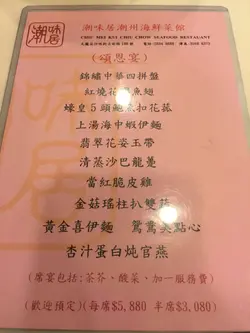 潮味居
潮味居潮州海鮮菜館
CHIU MEI KUI CHIU CHOW SEAFOOD RESTAURANT
(頌恩宴)
錦繡中華四拼盤
紅燒花膠魚翅
蠔皇5頭鮑魚扣花菇
上湯海中蝦伊麵
翡翠花姿玉帶
清蒸沙巴龍躉
當紅脆皮雞
金菇瑤柱扒雙蔬
黃金喜伊麵 鴛鴦美點心
杏汁蛋白炖官燕
(席宴包括:茶芥、酸菜、加一服務費)
(歡迎預定)(每席$5,880 半席$3,080)